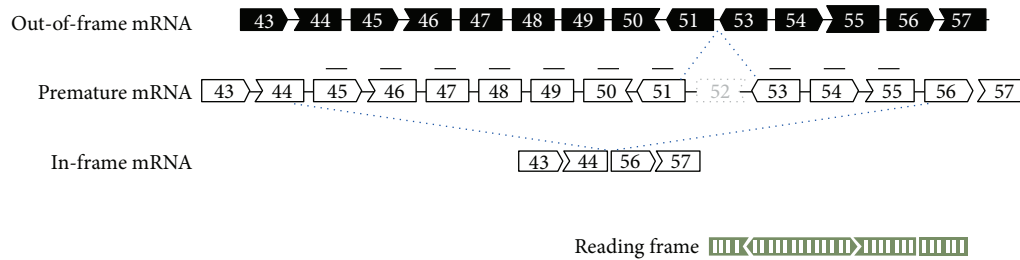 Out-of-frame mRNA 43 44 45 46 47 48 49 50 51 53 54 55 56 57
Premature mRNA 43 44 45 46 47 48 49 50 51 52 53 54 55 56 57
In-frame mRNA 43 44 56 57
Reading frame